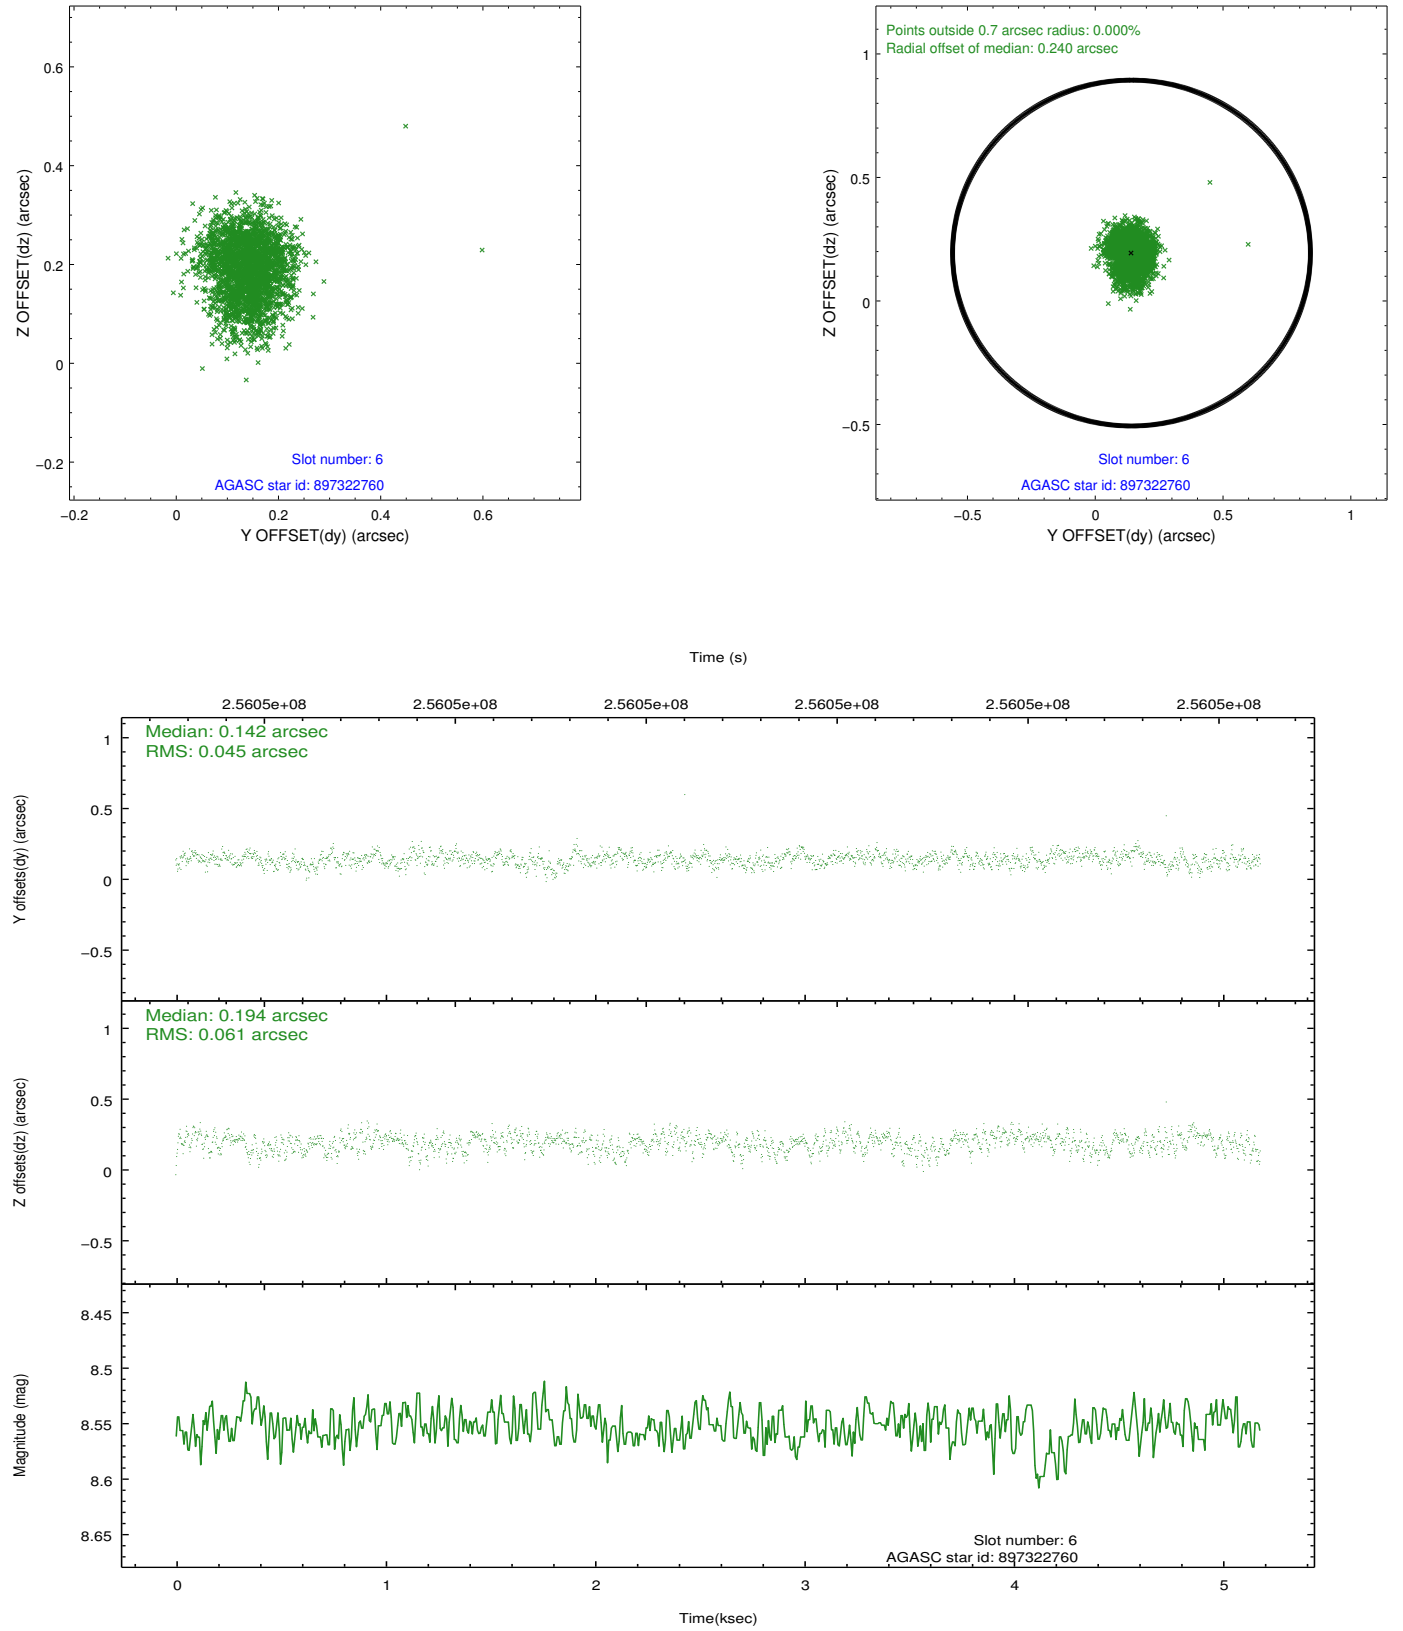 0.6
0.4
0.2
0
−0.2
Z OFFSET(dz) (arcsec)
Slot number: 6
AGASC star id: 897322760
−0.2 0 0.2 0.4 0.6
Y OFFSET(dy) (arcsec)
Points outside 0.7 arcsec radius: 0.000%
Radial offset of median: 0.240 arcsec
1
0.5
0
−0.5
Z OFFSET(dz) (arcsec)
Slot number: 6
AGASC star id: 897322760
−0.5 0 0.5 1
Y OFFSET(dy) (arcsec)
Time (s)
2.5605e+08 2.5605e+08 2.5605e+08 2.5605e+08 2.5605e+08 2.5605e+08
Median: 0.142 arcsec
RMS: 0.045 arcsec
1
0.5
0
−0.5
Y offsets(dy) (arcsec)
Median: 0.194 arcsec
RMS: 0.061 arcsec
1
0.5
0
−0.5
Z offsets(dz) (arcsec)
8.45
8.5
8.55
8.6
8.65
Magnitude (mag)
Slot number: 6
AGASC star id: 897322760
0 1 2 3 4 5
Time(ksec)